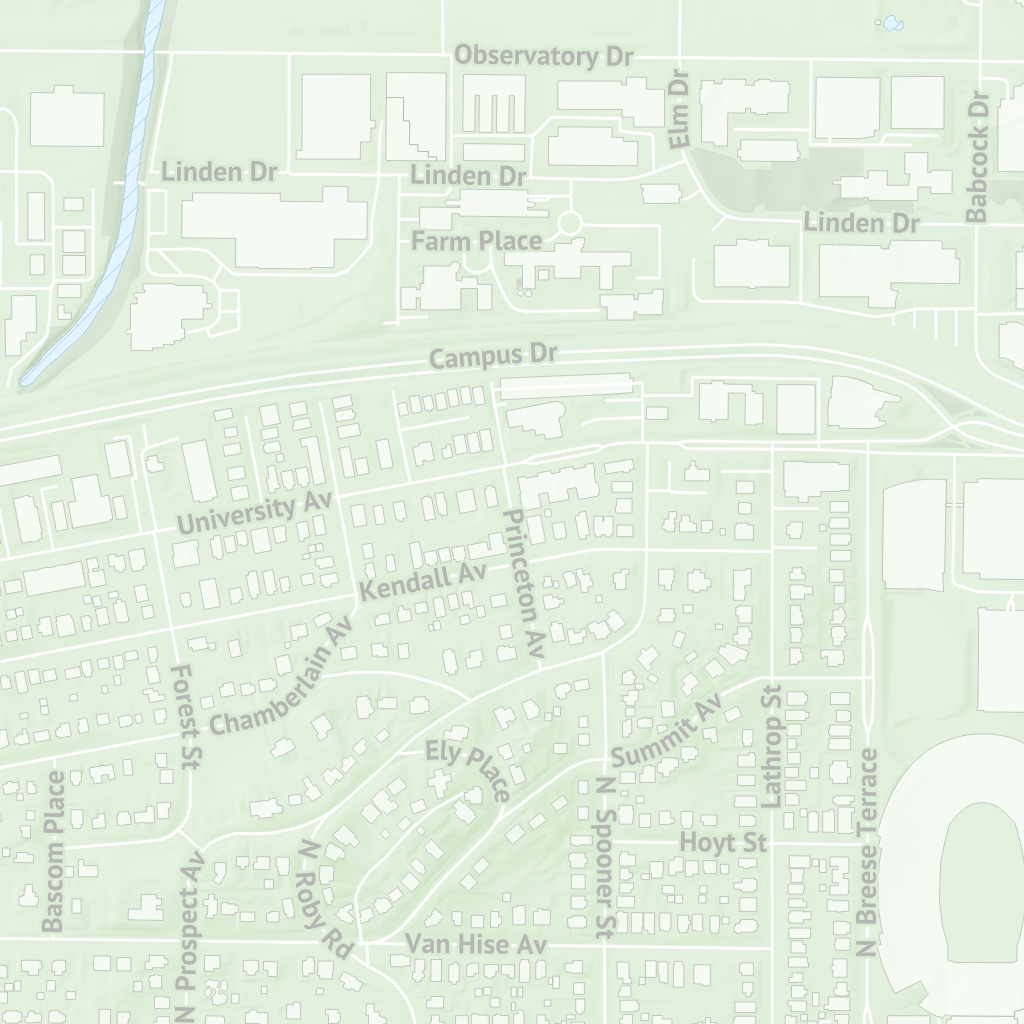 Observatory Dr
Elm Dr
Babcock Dr
Linden Dr
Linden Dr
Linden Dr
Farm Place
Campus Dr
University Av
Princeton Av
Kendall Av
Chamberlain Av
Forest St
Ely Place
Summit Av
Lathrop St
Bascom Place
N Spooner St
N Breese Terrace
Hoyt St
N Roby Rd
N Prospect Av
Van Hise Av